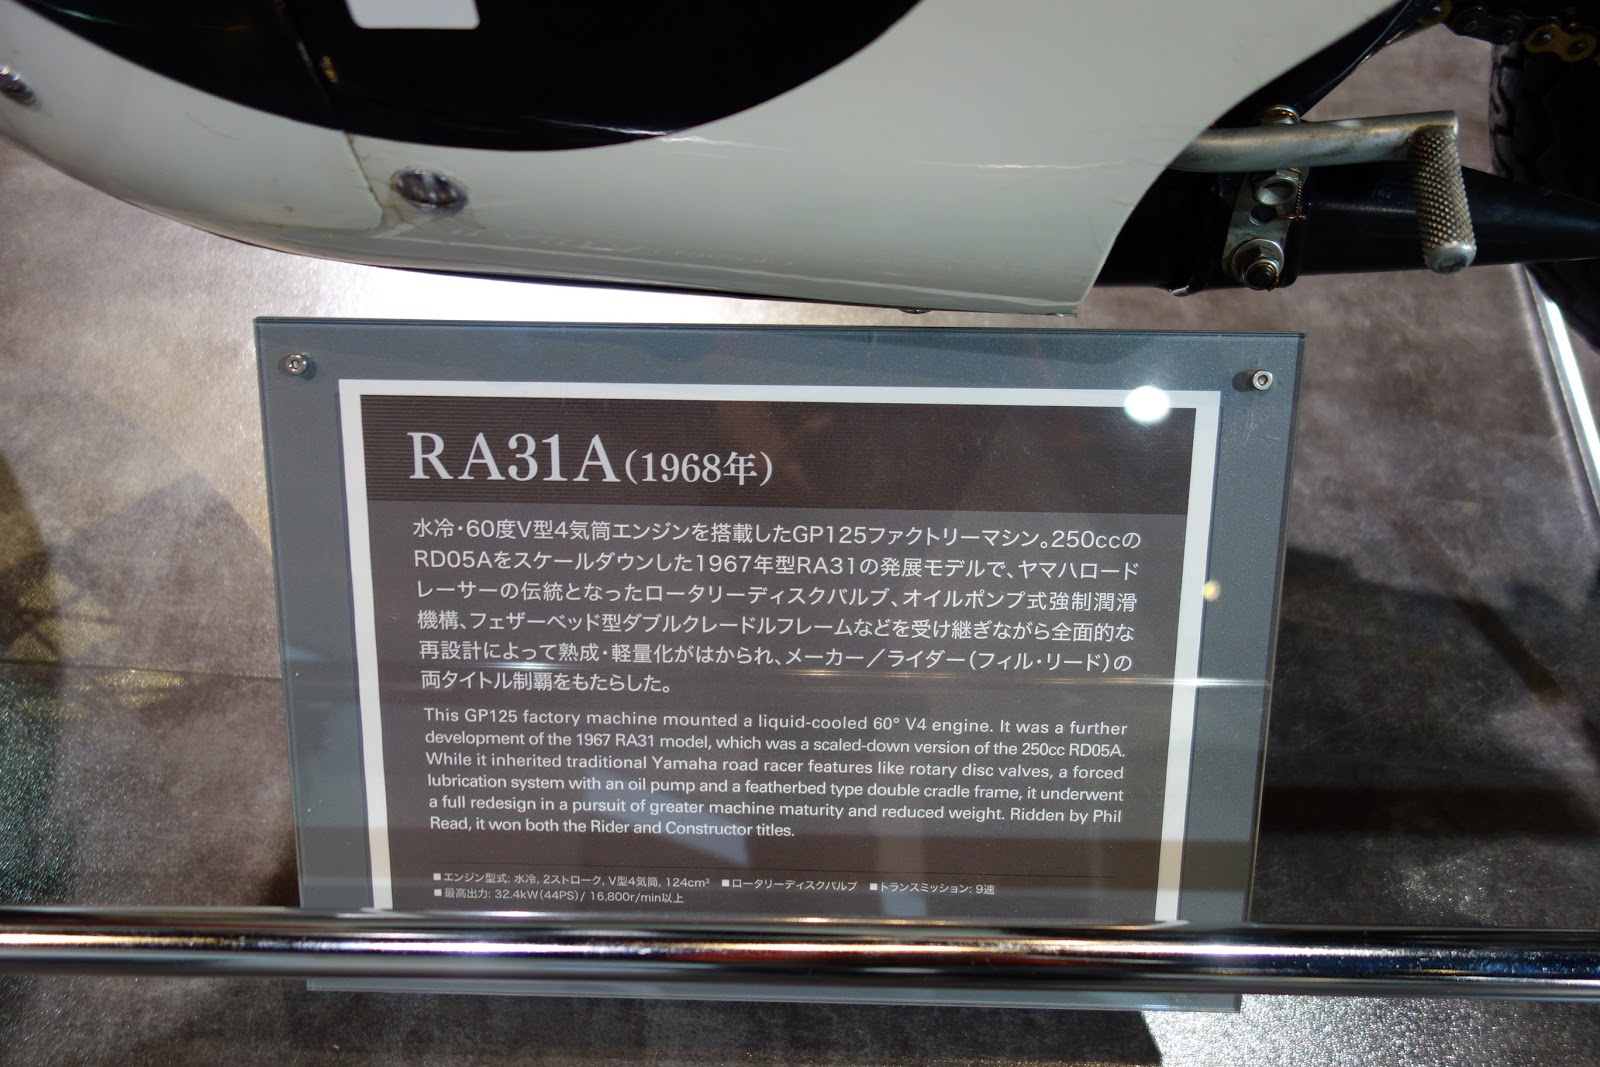 RA31A(1968年)
水冷・60度V型4気筒エンジンを搭載したGP125ファクトリーマシン。250ccの
RD05Aをスケールダウンした1967年型RA31の発展モデルで、ヤマハロード
レーサーの伝統となったロータリーディスクバルブ、オイルポンプ式強制潤滑
機構、フェザーベッド型ダブルクレードルフレームなどを受け継ぎながら全面的な
再設計によって熟成・軽量化がはかられ、メーカー／ライダー(フィル・リード)の
両タイトル制覇をもたらした。
This GP125 factory machine mounted a liquid-cooled 60° V4 engine. It was a further
development of the 1967 RA31 model, which was a scaled-down version of the 250cc RD05A.
While it inherited traditional Yamaha road racer features like rotary disc valves, a forced
lubrication system with an oil pump and a featherbed type double cradle frame, it underwent
a full redesign in a pursuit of greater machine maturity and reduced weight. Ridden by Phil
Read, it won both the Rider and Constructor titles.
■エンジン型式: 水冷, 2ストローク, V型4気筒, 124cm³ ■ロータリーディスクバルブ ■トランスミッション: 9速
■最高出力: 32.4kW(44PS)/ 16,800r/min以上